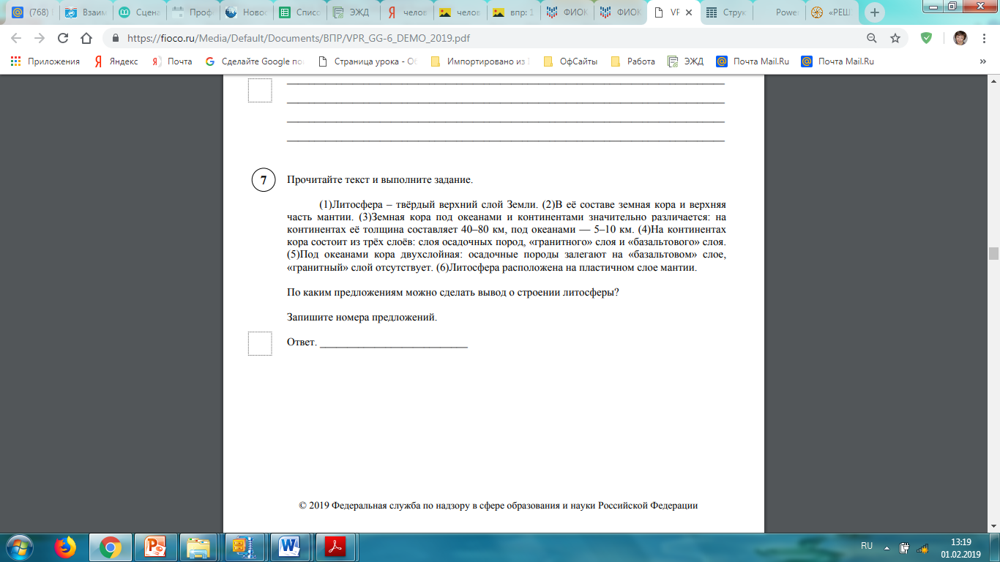 (768)
Взаим
Сцена
Проф
Новос
Списо
ЭЖД
челов
челов
впр: 1
ФИОК
ФИОК
VP
Струк
Power
«РЕШ
https://fioco.ru/Media/Default/Documents/ВПР/VPR_GG-6_DEMO_2019.pdf
Приложения
Яндекс
Почта
Сделайте Google по
Страница урока - Об
Импортировано из I
ОфСайты
Работа
ЭЖД
Почта Mail.Ru
Почта Mail.Ru
»
7 Прочитайте текст и выполните задание.
(1)Литосфера – твёрдый верхний слой Земли. (2)В её составе земная кора и верхняя
часть мантии. (3)Земная кора под океанами и континентами значительно различается: на
континентах её толщина составляет 40–80 км, под океанами — 5–10 км. (4)На континентах
кора состоит из трёх слоёв: слоя осадочных пород, «гранитного» слоя и «базальтового» слоя.
(5)Под океанами кора двухслойная: осадочные породы залегают на «базальтовом» слое,
«гранитный» слой отсутствует. (6)Литосфера расположена на пластичном слое мантии.
По каким предложениям можно сделать вывод о строении литосферы?
Запишите номера предложений.
Ответ. ___________________________
© 2019 Федеральная служба по надзору в сфере образования и науки Российской Федерации
RU
13:19
01.02.2019